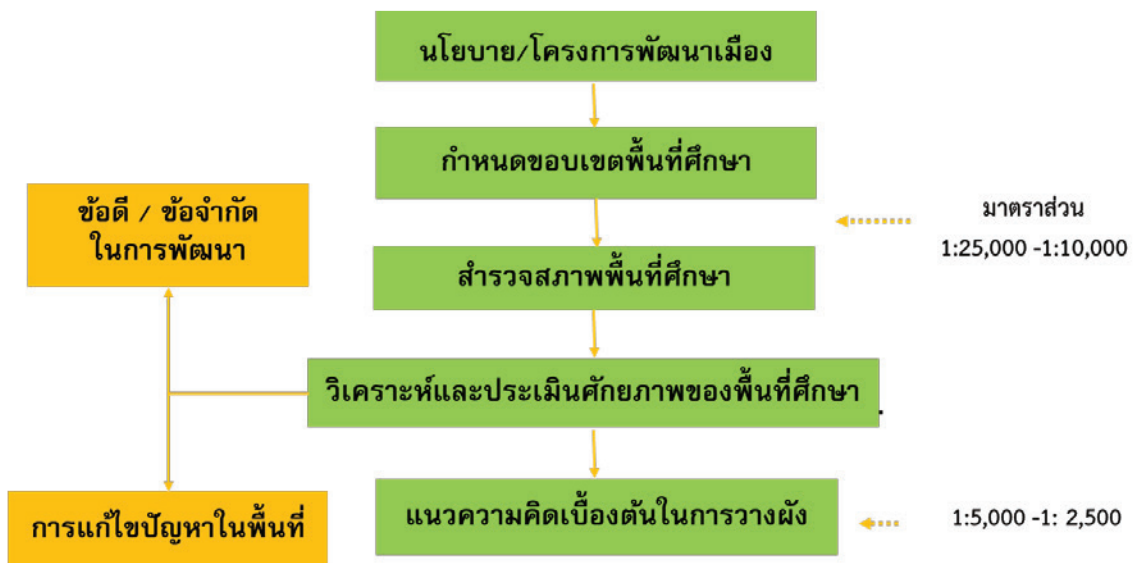 นโยบาย/โครงการพัฒนาเมือง
กำหนดขอบเขตพื้นที่ศึกษา
ข้อดี / ข้อจำกัด
ในการพัฒนา
มาตราส่วน
1:25,000 -1:10,000
สำรวจสภาพพื้นที่ศึกษา
วิเคราะห์และประเมินศักยภาพของพื้นที่ศึกษา
.
แนวความคิดเบื้องต้นในการวางผัง
1:5,000 -1: 2,500
การแก้ไขปัญหาในพื้นที่